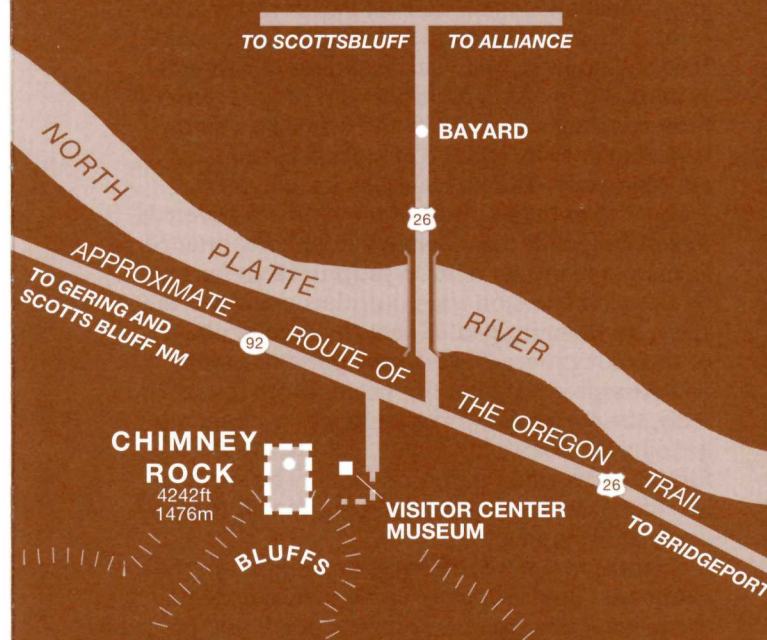 TO SCOTTSBLUFF
TO ALLIANCE
BAYARD
26
NORTH PLATTE RIVER
APPROXIMATE ROUTE OF THE OREGON TRAIL
TO GERING AND
SCOTTS BLUFF NM
92
26
TO BRIDGEPORT
CHIMNEY
ROCK
4242ft
1476m
VISITOR CENTER
MUSEUM
BLUFFS